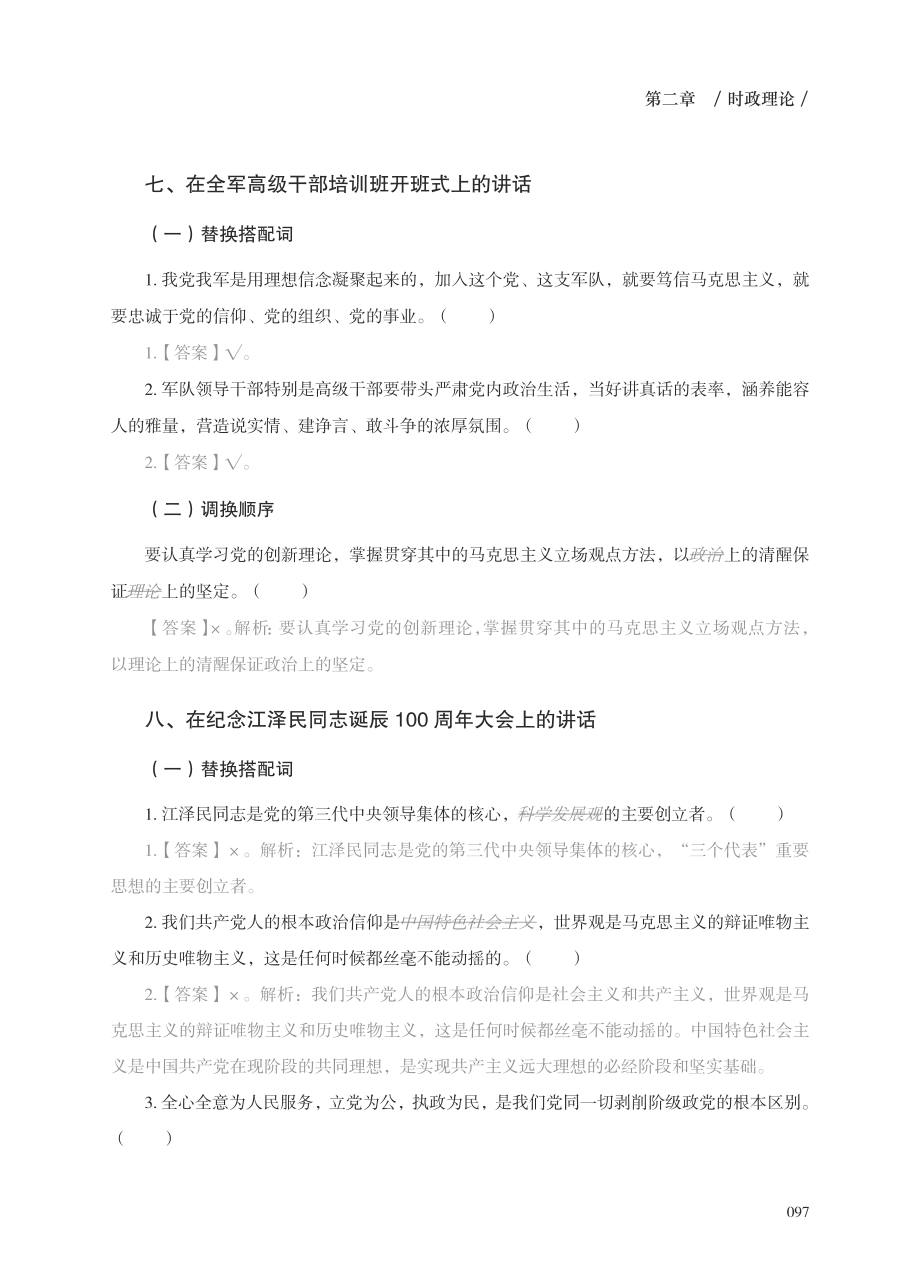 第二章 / 时政理论 /
七、在全军高级干部培训班开班式上的讲话
（一）替换搭配词
1. 我党我军是用理想信念凝聚起来的，加入这个党、这支军队，就要笃信马克思主义，就
要忠诚于党的信仰、党的组织、党的事业。（  ）
1.【答案】√。
2. 军队领导干部特别是高级干部要带头严肃党内政治生活，当好讲真话的表率，涵养能容
人的雅量，营造说实情、建诤言、敢斗争的浓厚氛围。（  ）
2.【答案】√。
（二）调换顺序
要认真学习党的创新理论，掌握贯穿其中的马克思主义立场观点方法，以政治上的清醒保
证理论上的坚定。（  ）
【答案】×。解析：要认真学习党的创新理论，掌握贯穿其中的马克思主义立场观点方法，
以理论上的清醒保证政治上的坚定。
八、在纪念江泽民同志诞辰 100 周年大会上的讲话
（一）替换搭配词
1. 江泽民同志是党的第三代中央领导集体的核心，科学发展观的主要创立者。（  ）
1.【答案】×。解析：江泽民同志是党的第三代中央领导集体的核心，“三个代表”重要
思想的主要创立者。
2. 我们共产党人的根本政治信仰是中国特色社会主义，世界观是马克思主义的辩证唯物主
义和历史唯物主义，这是任何时候都丝毫不能动摇的。（  ）
2.【答案】×。解析：我们共产党人的根本政治信仰是社会主义和共产主义，世界观是马
克思主义的辩证唯物主义和历史唯物主义，这是任何时候都丝毫不能动摇的。中国特色社会主
义是中国共产党在现阶段的共同理想，是实现共产主义远大理想的必经阶段和坚实基础。
3. 全心全意为人民服务，立党为公，执政为民，是我们党同一切剥削阶级政党的根本区别。
（  ）
097